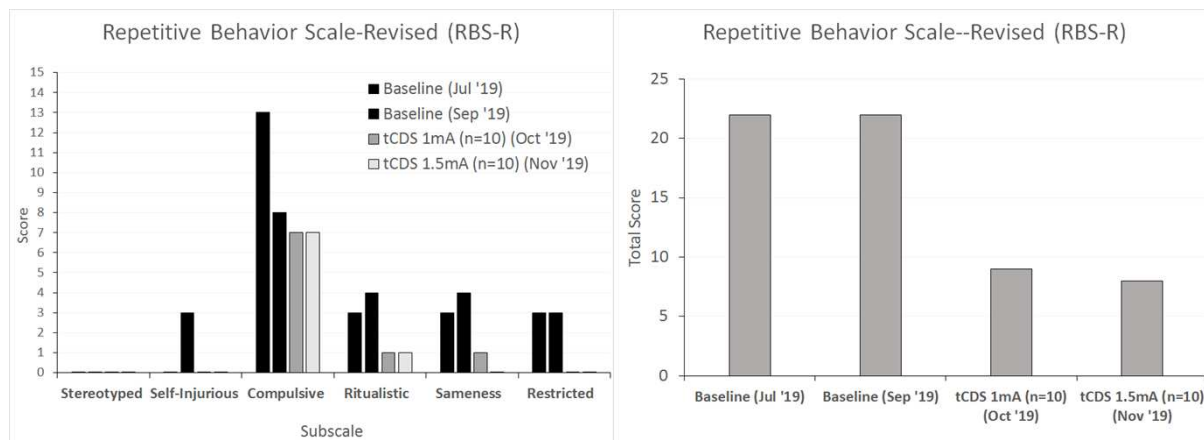 Repetitive Behavior Scale-Revised (RBS-R)
15
14
13
12
11
10
9
8
7
6
5
4
3
2
1
0
Score
Baseline (Jul '19)
Baseline (Sep '19)
tCDS 1mA (n=10) (Oct '19)
tCDS 1.5mA (n=10) (Nov '19)
Stereotyped Self-Injurious Compulsive Ritualistic Sameness Restricted
Subscale
Repetitive Behavior Scale--Revised (RBS-R)
25
20
15
10
5
0
Total Score
Baseline (Jul '19) Baseline (Sep '19) tCDS 1mA (n=10) tCDS 1.5mA (n=10)
(Oct '19) (Nov '19)